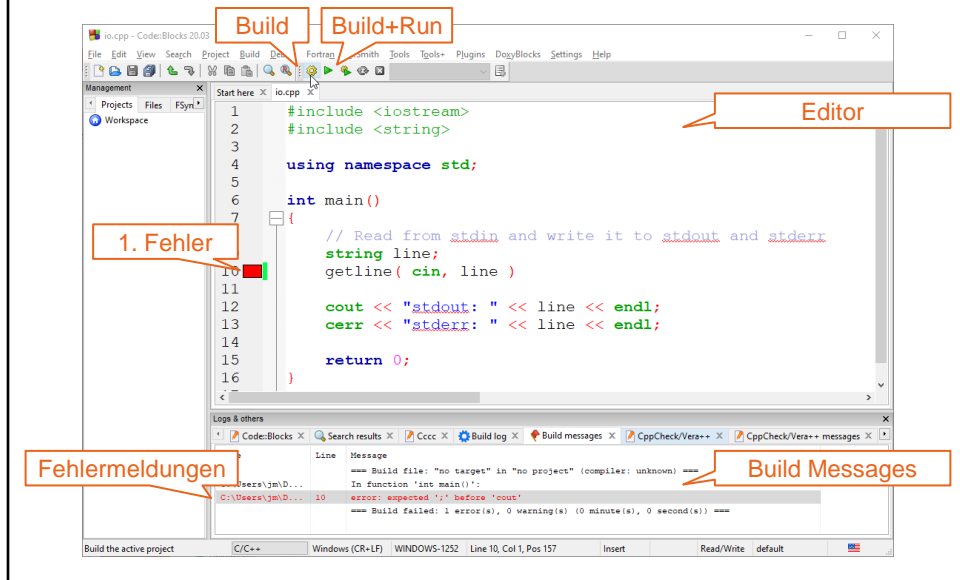 Build
Build+Run
io.cpp - Code::Blocks 20.03
File Edit View Search Project Build Fortran Tools Tools+ Plugins DoxyBlocks Settings Help
Management
Projects Files FSyn
Workspace
Start here io.cpp
Editor
1 #include <iostream>
2 #include <string>
3
4 using namespace std;
5
6 int main()
7 {
1. Fehler
// Read from stdin and write it to stdout and stderr
string line;
10 getline( cin, line )
11
12 cout << "stdout: " << line << endl;
13 cerr << "stderr: " << line << endl;
14
15 return 0;
16 }
Logs & others
Code::Blocks Search results Cccc Build log Build messages CppCheck/Vera++ CppCheck/Vera++ messages
Fehlermeldungen
Build Messages
Line Message
=== Build file: "no target" in "no project" (compiler: unknown) ===
C:\Users\jm\D... In function 'int main()':
C:\Users\jm\D... 10 error: expected ';' before 'cout'
=== Build failed: 1 error(s), 0 warning(s) (0 minute(s), 0 second(s)) ===
Build the active project C/C++ Windows (CR+LF) WINDOWS-1252 Line 10, Col 1, Pos 157 Insert Read/Write default